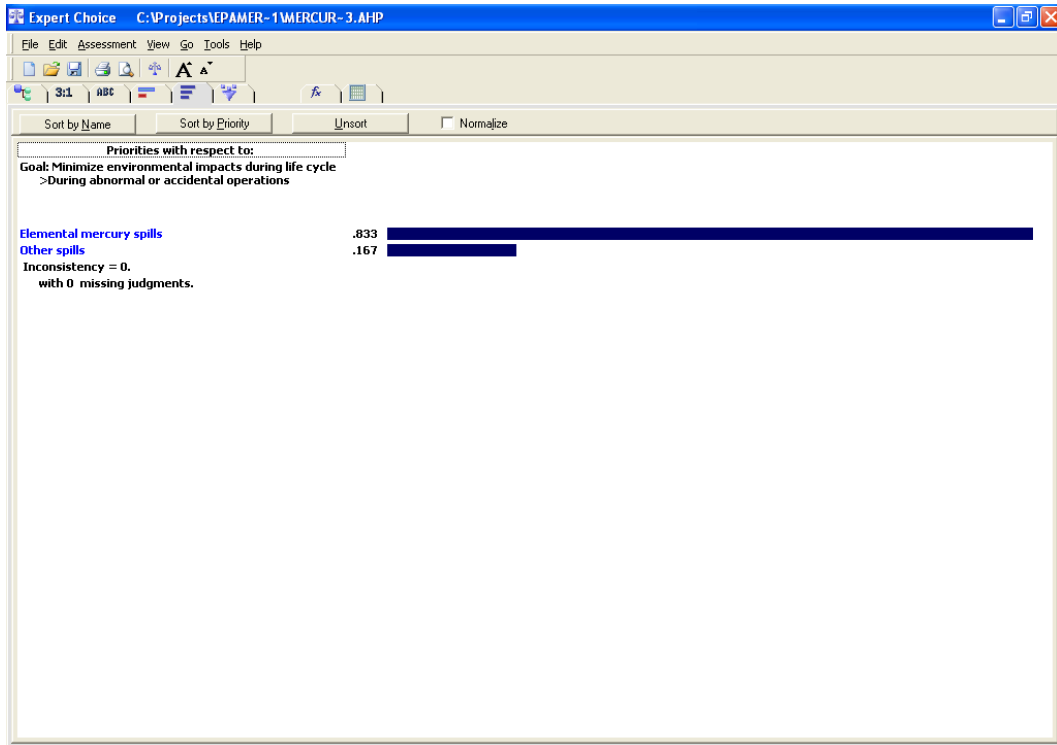 Expert Choice C:\Projects\EPAMER~1\MERCUR~3.AHP
File Edit Assessment View Go Tools Help
A A
3:1 ABC fx
Sort by Name Sort by Priority Unsort Normalize
Priorities with respect to:
Goal: Minimize environmental impacts during life cycle
>During abnormal or accidental operations
Elemental mercury spills .833
Other spills .167
Inconsistency = 0.
with 0 missing judgments.